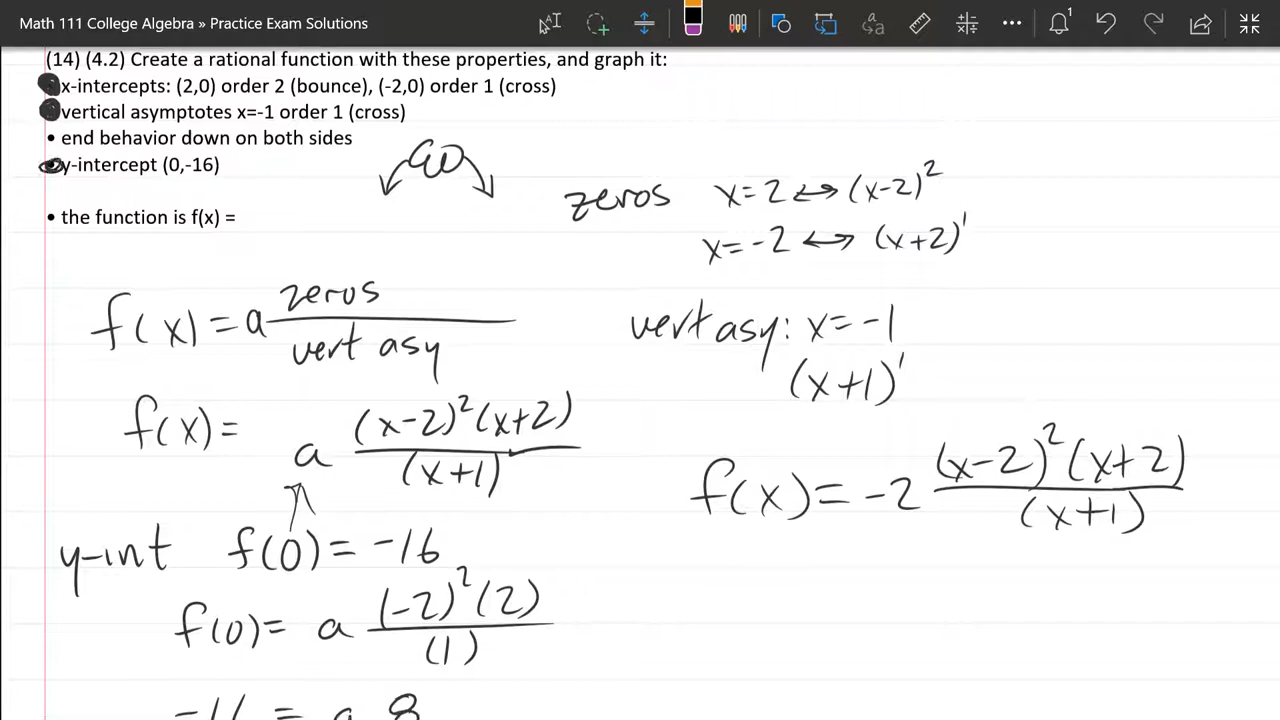 Math 111 College Algebra » Practice Exam Solutions
1
(14) (4.2) Create a rational function with these properties, and graph it:
x-intercepts: (2,0) order 2 (bounce), (-2,0) order 1 (cross)
vertical asymptotes x=-1 order 1 (cross)
• end behavior down on both sides
y-intercept (0,-16)
• the function is f(x) =
zeros x=2 ↔ (x-2)²
x=-2 ↔ (x+2)¹
f(x) = a zeros / vert asy
vert asy: x=-1
(x+1)¹
f(x) = a (x-2)²(x+2) / (x+1)
f(x) = -2 (x-2)²(x+2) / (x+1)
y-int f(0) = -16
f(0) = a (-2)²(2) / (1)
-16 = a 8